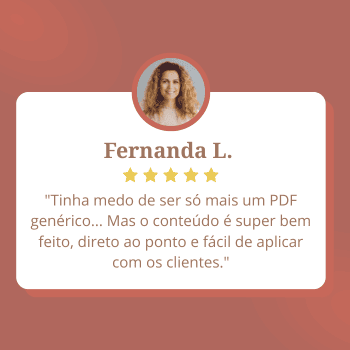 Fernanda L.
"Tinha medo de ser só mais um PDF
genérico... Mas o conteúdo é super bem
feito, direto ao ponto e fácil de aplicar
com os clientes."